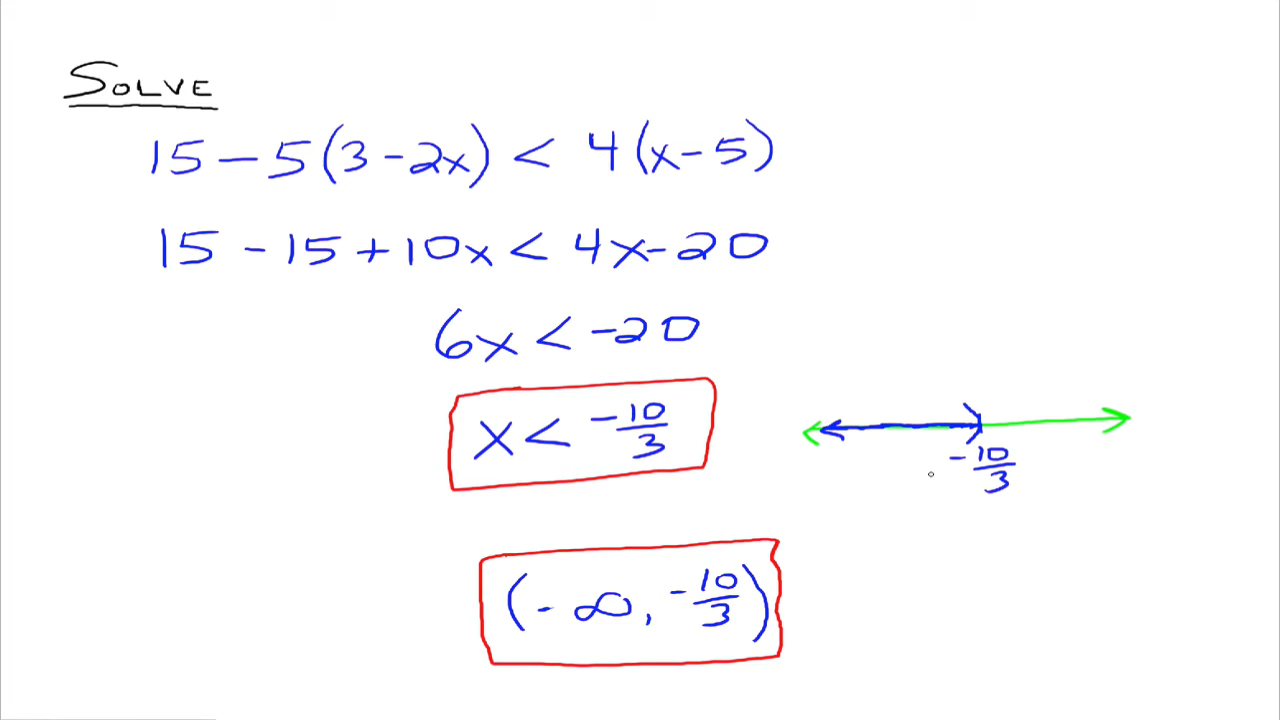 SOLVE
15 - 5(3 - 2x) < 4(x - 5)
15 - 15 + 10x < 4x - 20
6x < -20
x < -10/3
-10/3
(-∞, -10/3)